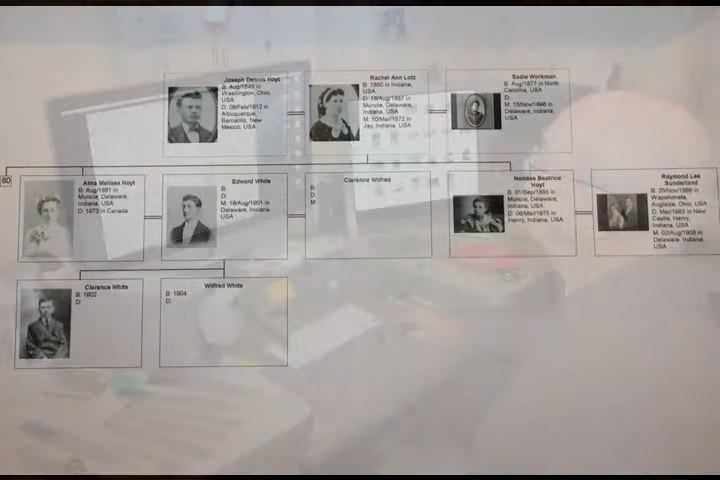 Joseph Dennis Hoyt
B: Aug/1849 in
Washington, Ohio,
USA
D: 08/Feb/1912 in
Albuquerque,
Bernalillo, New
Mexico, USA
Rachel Ann Lotz
B: 1850 in Indiana,
USA
D: 18/Aug/1887 in
Muncie, Delaware,
Indiana, USA
M: 10/Mar/1872 in
Jay, Indiana, USA
Sadie Workman
B: Aug/1877 in North
Carolina, USA
D:
M: 15/Nov/1896 in
Delaware, Indiana,
USA
80
Alma Melissa Hoyt
B: Aug/1881 in
Muncie, Delaware,
Indiana, USA
D: 1973 in Canada
Edward White
B:
D:
M: 18/Aug/1901 in
Delaware, Indiana,
USA
Clarence Wilfred
B:
D:
M:
Beatrice
Hoyt
B: 01/Sep/1886 in
Muncie, Delaware,
Indiana, USA
D: 06/Mar/1975 in
Henry, Indiana, USA
Raymond Lee
Sunderland
B: 25/Nov/1889 in
Wapakoneta,
Auglaize, Ohio, USA
D: Mar/1983 in New
Castle, Henry,
Indiana, USA
M: 02/Aug/1909 in
Delaware, Indiana,
USA
Clarence White
B: 1902
D:
Wilfred White
B: 1904
D: